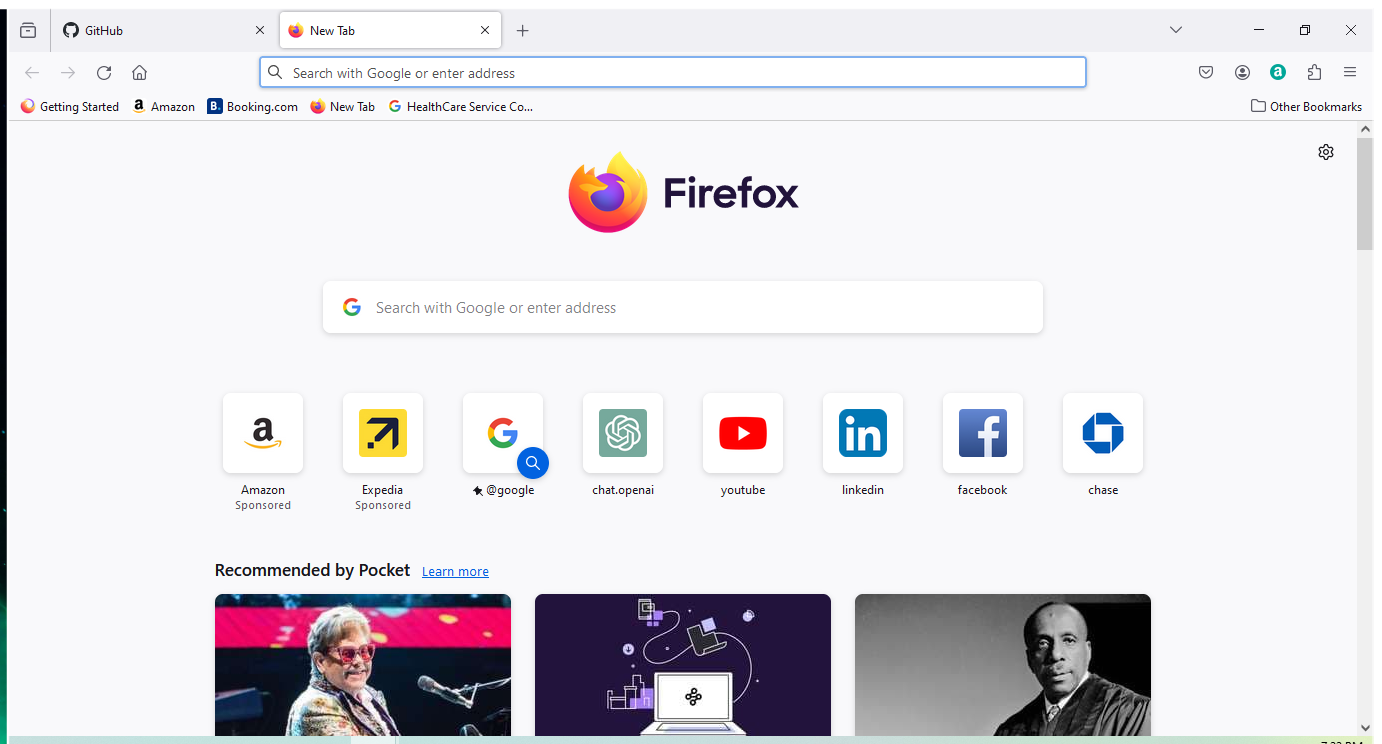 GitHub
New Tab
Search with Google or enter address
Getting Started
a Amazon
B. Booking.com
New Tab
G HealthCare Service Co...
Other Bookmarks
Firefox
Search with Google or enter address
Amazon
Sponsored
Expedia
Sponsored
@google
chat.openai
youtube
linkedin
facebook
chase
Recommended by Pocket Learn more